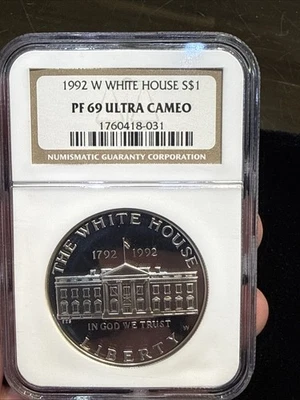 1992 W WHITE HOUSE S$1
PF 69 ULTRA CAMEO
1760418-031
NUMISMATIC GUARANTY CORPORATION
THE WHITE HOUSE
1792 1992
IN GOD WE TRUST
W
LIBERTY